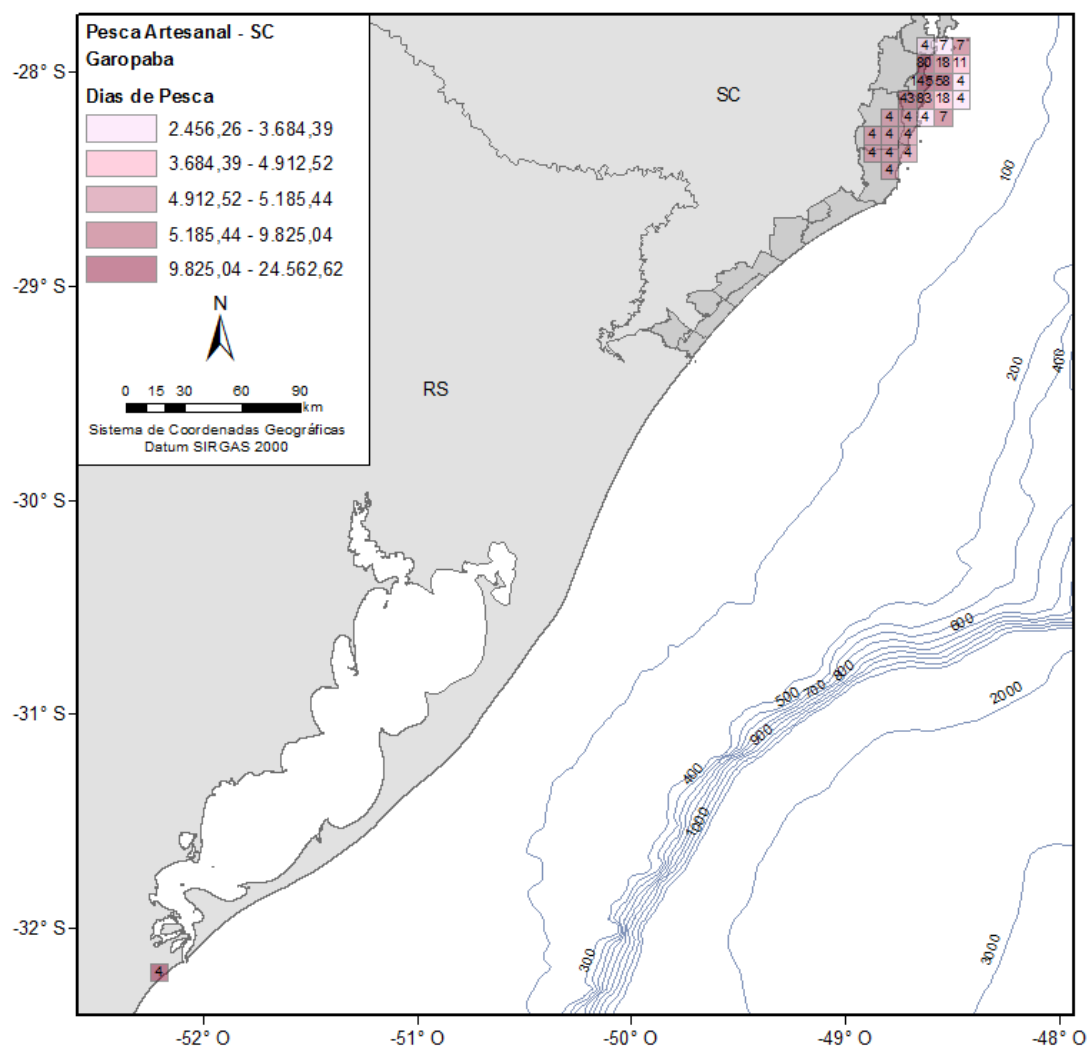 Pesca Artesanal - SC
Garopaba
Dias de Pesca
2.456,26 - 3.684,39
3.684,39 - 4.912,52
4.912,52 - 5.185,44
5.185,44 - 9.825,04
9.825,04 - 24.562,62
N
0 15 30 60 90
km
Sistema de Coordenadas Geográficas
Datum SIRGAS 2000
SC
RS
4 7 7
80 18 11
145 58 4
43 83 18 4
4 4 4 7
4 4 4
4 4 4
4
4
100
200
400
600
800
700
500
900
400
1000
300
2000
3000
-28° S
-29° S
-30° S
-31° S
-32° S
-52° O
-51° O
-50° O
-49° O
-48° O